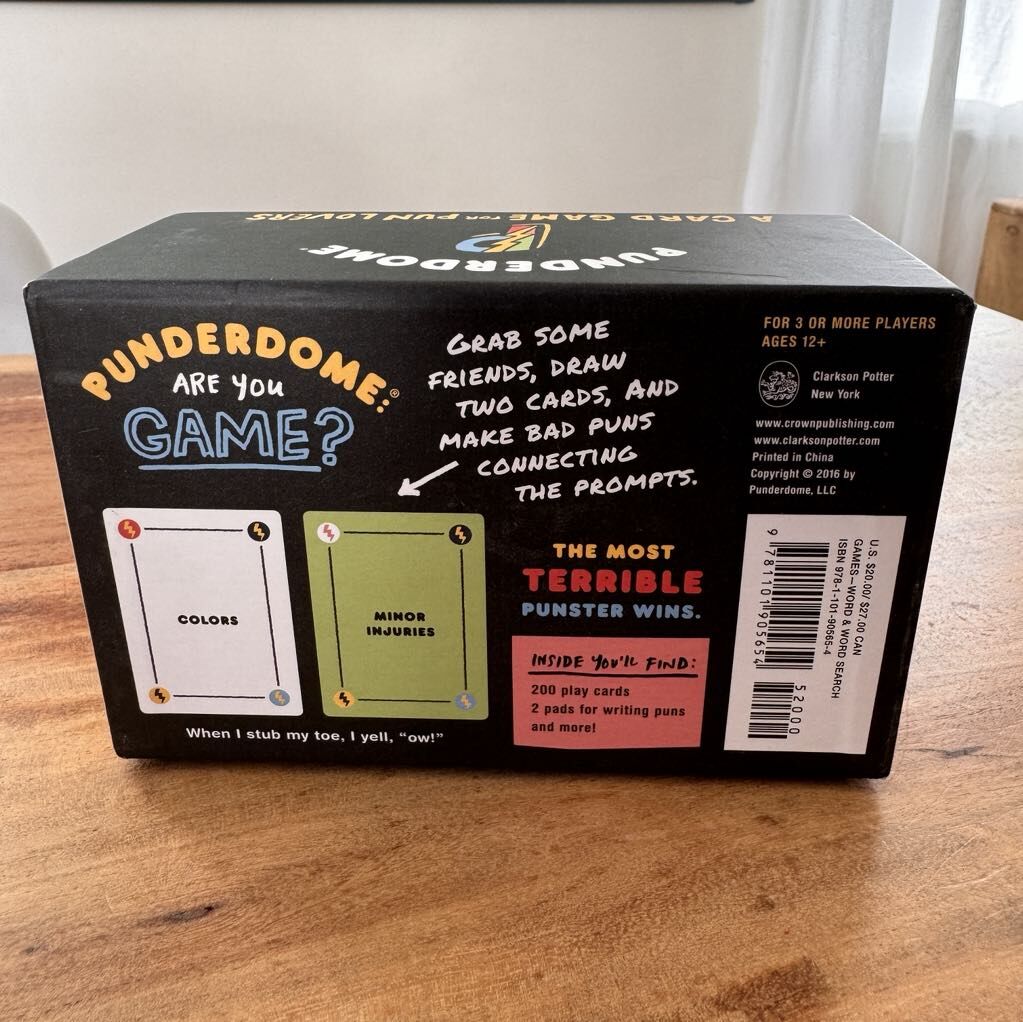 A CARD GAME FOR PUN LOVERS
PUNDERDOME
PUNDERDOME:®
ARE YOU
GAME?
GRAB SOME
FRIENDS, DRAW
TWO CARDS, AND
MAKE BAD PUNS
CONNECTING
THE PROMPTS.
COLORS
MINOR
INJURIES
When I stub my toe, I yell, “ow!”
THE MOST
TERRIBLE
PUNSTER WINS.
INSIDE YOU'LL FIND:
200 play cards
2 pads for writing puns
and more!
FOR 3 OR MORE PLAYERS
AGES 12+
Clarkson Potter
New York
www.crownpublishing.com
www.clarksonpotter.com
Printed in China
Copyright © 2016 by
Punderdome, LLC
U.S. $20.00/ $27.00 CAN
GAMES—WORD & WORD SEARCH
ISBN 978-1-101-90565-4
9 781101 905654
52000